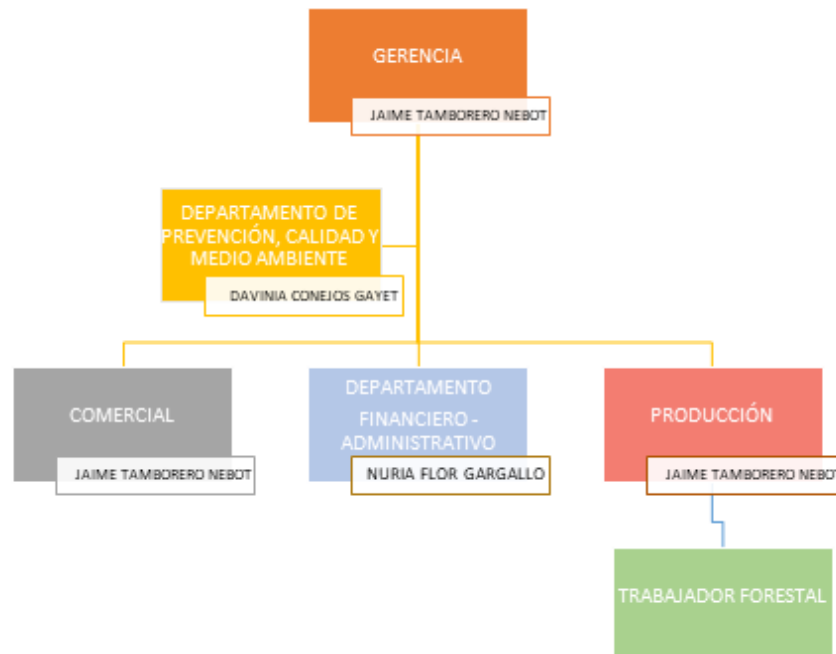 GERENCIA
JAIME TAMBORERO NEBOT
DEPARTAMENTO DE
PREVENCIÓN, CALIDAD Y
MEDIO AMBIENTE
DAVINIA CONEJOS GAYET
COMERCIAL
JAIME TAMBORERO NEBOT
DEPARTAMENTO
FINANCIERO -
ADMINISTRATIVO
NURIA FLOR GARGALLO
PRODUCCIÓN
JAIME TAMBORERO NEBOT
TRABAJADOR FORESTAL